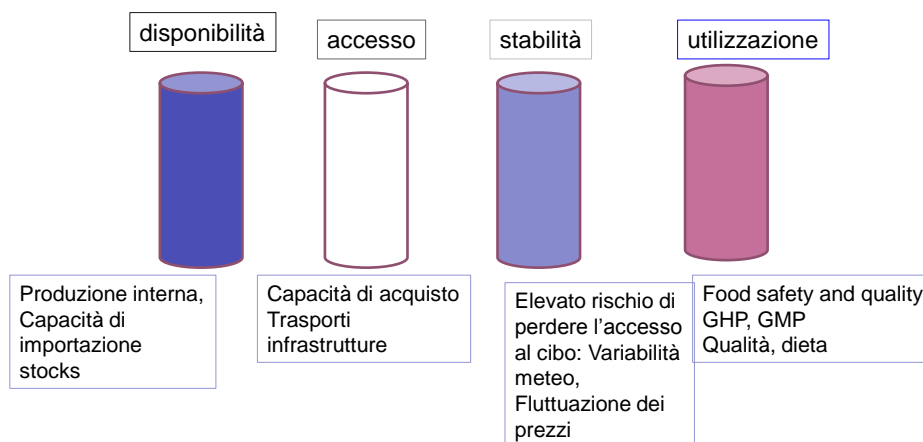 disponibilità
accesso
stabilità
utilizzazione
Produzione interna,
Capacità di
importazione
stocks
Capacità di acquisto
Trasporti
infrastrutture
Elevato rischio di
perdere l'accesso
al cibo: Variabilità
meteo,
Fluttuazione dei
prezzi
Food safety and quality
GHP, GMP
Qualità, dieta